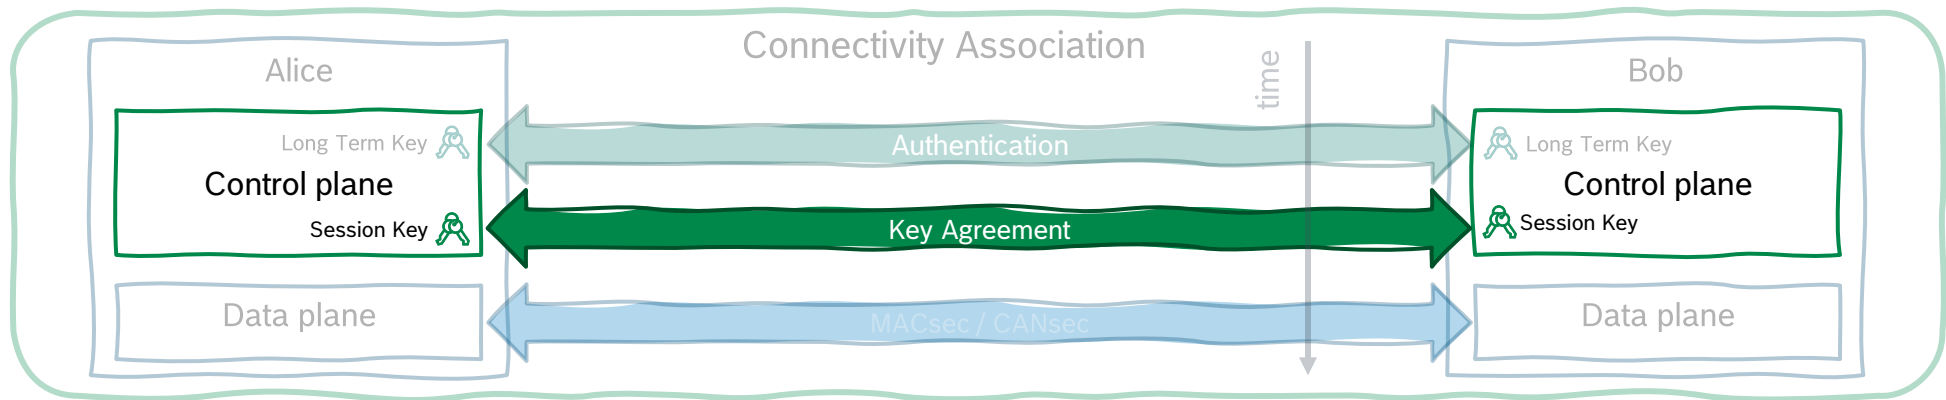 Connectivity Association
Alice
time
Bob
Long Term Key
Authentication
Long Term Key
Control plane
Control plane
Session Key
Key Agreement
Session Key
Data plane
MACsec / CANsec
Data plane